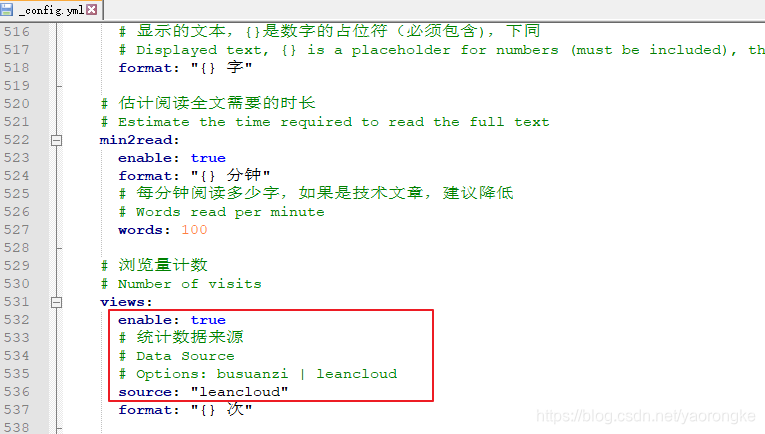 _config.yml
516 # 显示的文本，{}是数字的占位符（必须包含），下同
517 # Displayed text, {} is a placeholder for numbers (must be included), th
518 format: "{} 字"
519
520 # 估计阅读全文需要的时长
521 # Estimate the time required to read the full text
522 min2read:
523 enable: true
524 format: "{} 分钟"
525 # 每分钟阅读多少字，如果是技术文章，建议降低
526 # Words read per minute
527 words: 100
528
529 # 浏览量计数
530 # Number of visits
531 views:
532 enable: true
533 # 统计数据来源
534 # Data Source
535 # Options: busuanzi | leancloud
536 source: "leancloud"
537 format: "{} 次"
538
https://blog.csdn.net/yaorongke